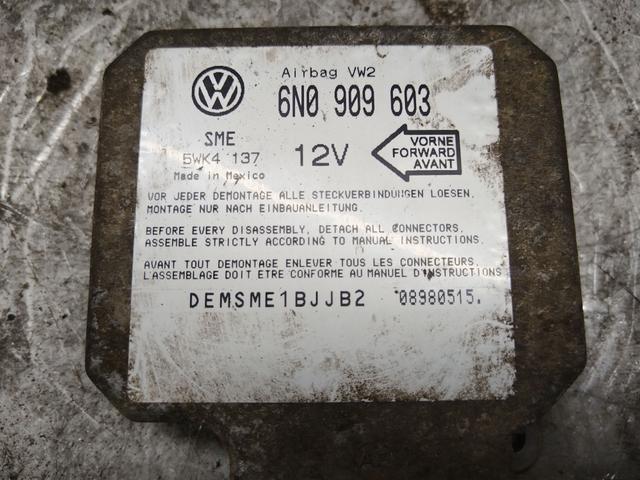 Airbag VW2
6N0 909 603
SME
5WK4 137
Made in Mexico
12V
VORNE
FORWARD
AVANT
VOR JEDER DEMONTAGE ALLE STECKVERBINDUNGEN LOESEN.
MONTAGE NUR NACH EINBAUANLEITUNG.
BEFORE EVERY DISASSEMBLY, DETACH ALL CONNECTORS.
ASSEMBLE STRICTLY ACCORDING TO MANUAL INSTRUCTIONS.
AVANT TOUT DEMONTAGE ENLEVER TOUS LES CONNECTEURS.
L'ASSEMBLAGE DOIT ETRE CONFORME AU MANUEL D'INSTRUCTIONS
DEMSME1BJJB2 08980515.